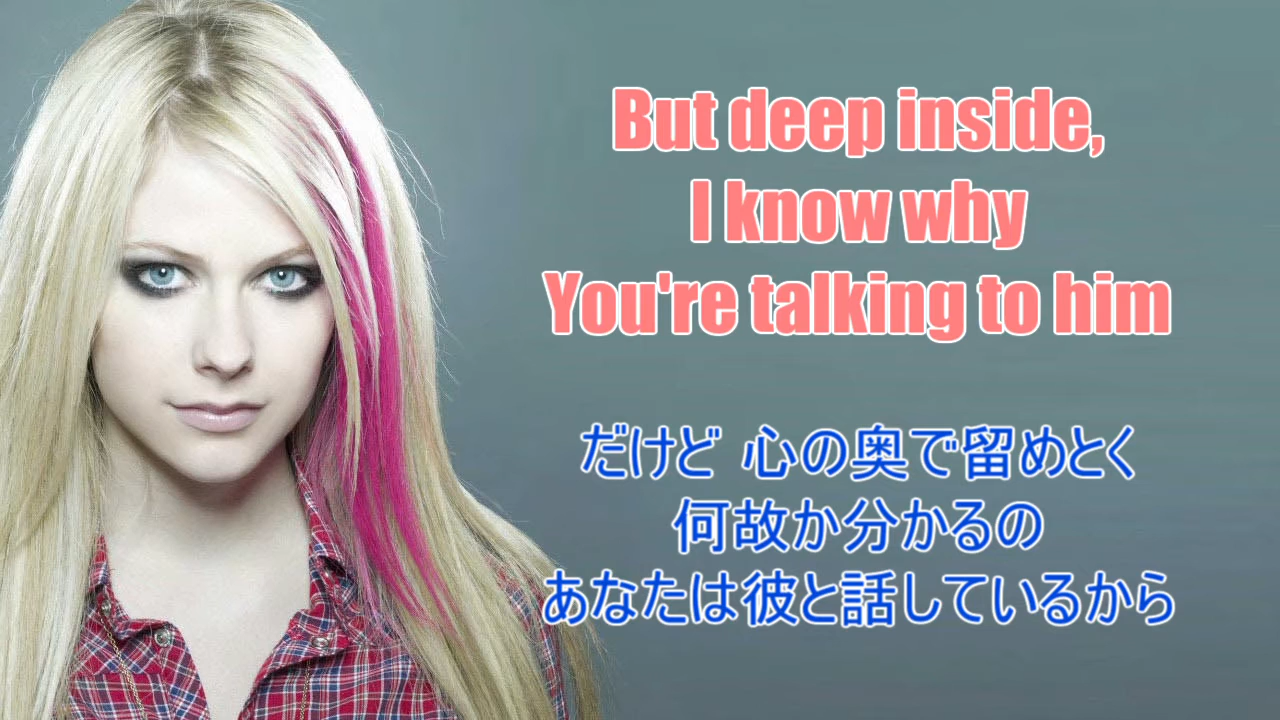 But deep inside,
I know why
You're talking to him
だけど 心の奥で留めとく
何故か分かるの
あなたは彼と話しているから